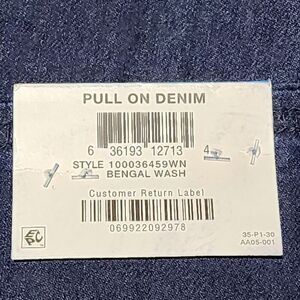 PULL ON DENIM
6 36193 12713 4
STYLE 100036459WN
BENGAL WASH
Customer Return Label
069922092978
35-P1-30
AA05-001